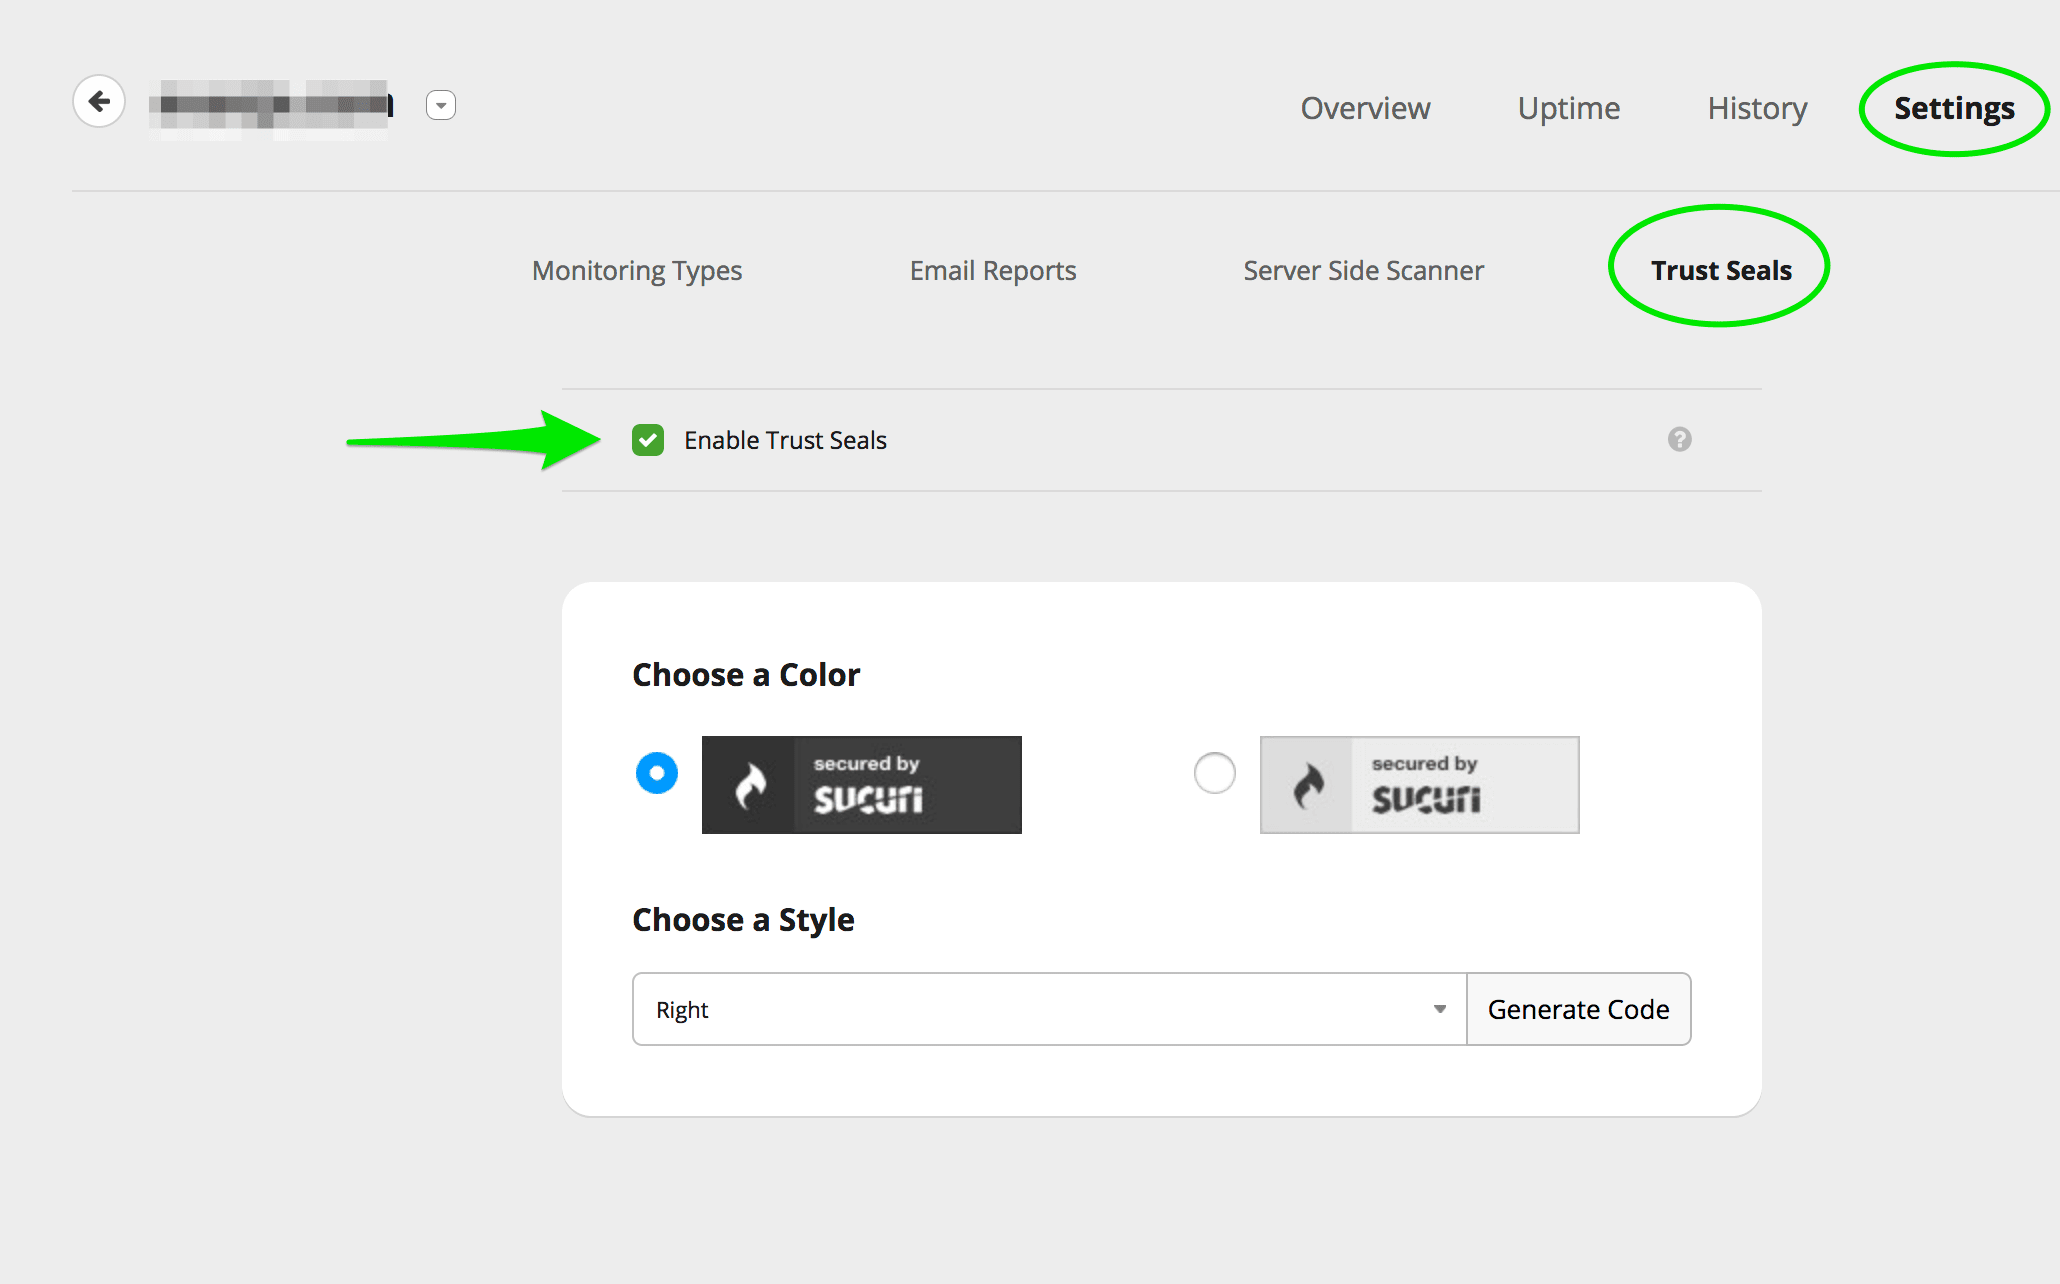 Overview Uptime History Settings
Monitoring Types Email Reports Server Side Scanner Trust Seals
Enable Trust Seals ?
Choose a Color
secured by secured by
sucuri sucuri
Choose a Style
Right Generate Code